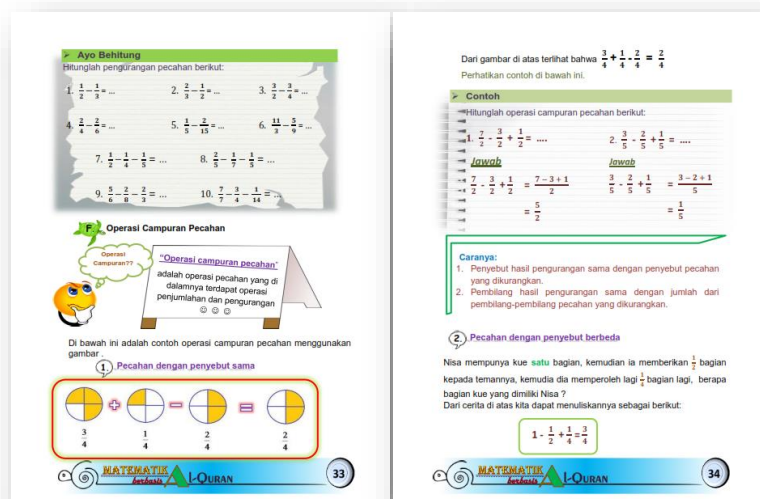 ➢ Ayo Behitung
Hitunglah pengurangan pecahan berikut:
1. 1/2 − 1/3 = ... 2. 2/3 − 1/2 = ... 3. 3/2 − 3/4 = ...
4. 2/4 − 2/6 = ... 5. 1/5 − 2/15 = ... 6. 11/3 − 5/9 = ...
7. 1/2 − 1/4 − 1/5 = ... 8. 2/5 − 1/7 − 1/5 = ...
9. 5/6 − 2/8 − 2/3 = ... 10. 7/7 − 3/4 − 1/14 = ...
F. Operasi Campuran Pecahan
Operasi
Campuran??
"Operasi campuran pecahan"
adalah operasi pecahan yang di
dalamnya terdapat operasi
penjumlahan dan pengurangan
☺ ☺ ☺
Di bawah ini adalah contoh operasi campuran pecahan menggunakan
gambar .
1. Pecahan dengan penyebut sama
+ − =
3/4 1/4 2/4 2/4
MATEMATIK
berbasis Al-QURAN
33
Dari gambar di atas terlihat bahwa 3/4 + 1/4 - 2/4 = 2/4
Perhatikan contoh di bawah ini.
➢ Contoh
Hitunglah operasi campuran pecahan berikut:
1. 7/2 - 3/2 + 1/2 = .... 2. 3/5 - 2/5 + 1/5 = ....
Jawab Jawab
7/2 - 3/2 + 1/2 = 7 − 3 + 1/2 3/5 - 2/5 + 1/5 = 3 − 2 + 1/5
= 5/2 = 1/5
Caranya:
1. Penyebut hasil pengurangan sama dengan penyebut pecahan
yang dikurangkan.
2. Pembilang hasil pengurangan sama dengan jumlah dari
pembilang-pembilang pecahan yang dikurangkan.
2. Pecahan dengan penyebut berbeda
Nisa mempunya kue satu bagian, kemudian ia memberikan 1/2 bagian
kepada temannya, kemudia dia memperoleh lagi 1/4 bagian lagi, berapa
bagian kue yang dimiliki Nisa ?
Dari cerita di atas kita dapat menuliskannya sebagai berikut:
1 - 1/2 + 1/4 = 3/4
MATEMATIK
berbasis Al-QURAN
34